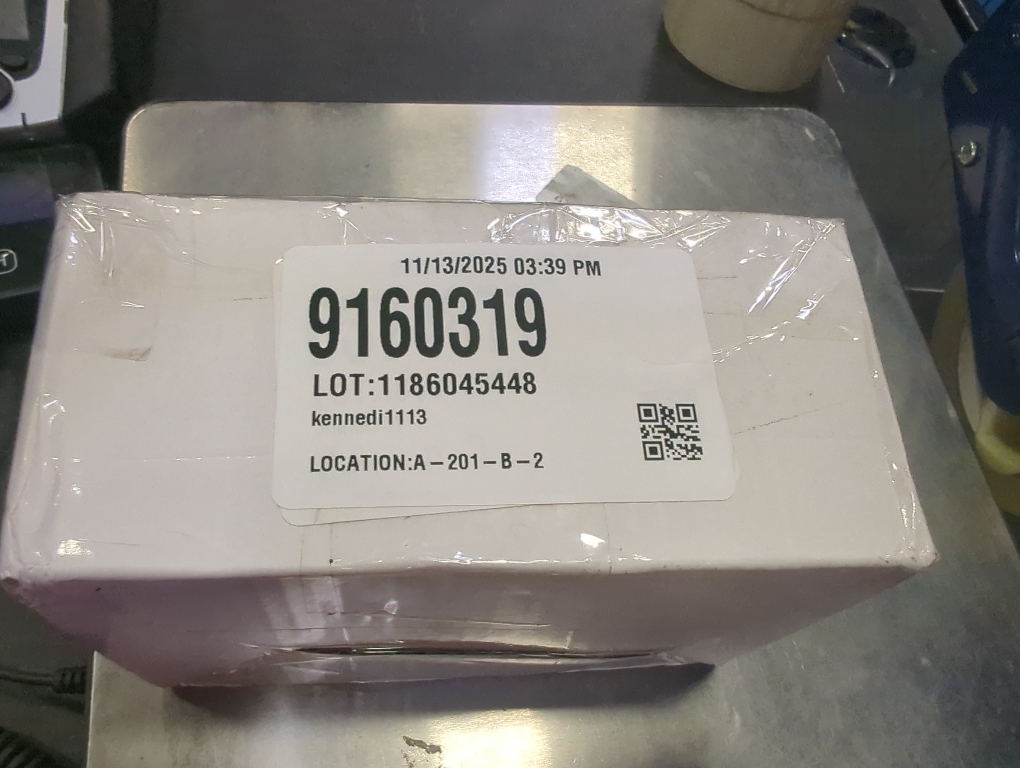 11/13/2025 03:39 PM
9160319
LOT:1186045448
kennedi1113
LOCATION:A-201-B-2